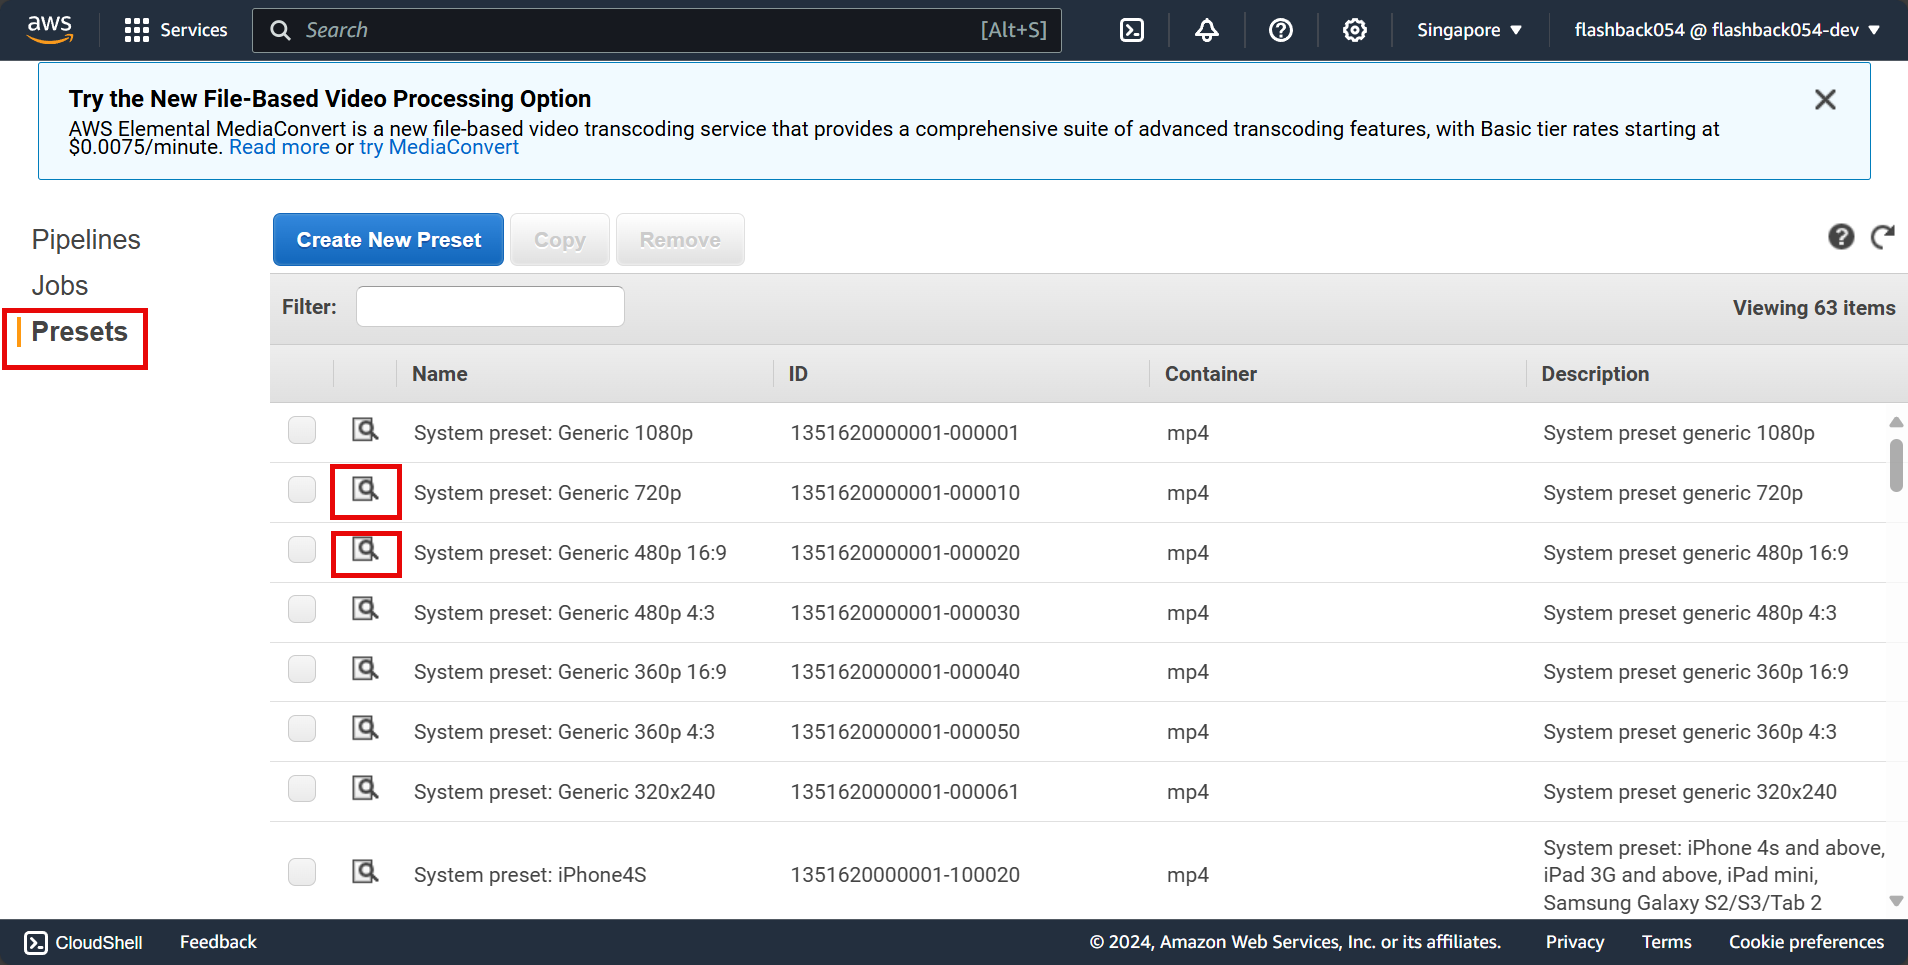 aws
Services
Search
[Alt+S]
Singapore
flashback054 @ flashback054-dev
Try the New File-Based Video Processing Option
AWS Elemental MediaConvert is a new file-based video transcoding service that provides a comprehensive suite of advanced transcoding features, with Basic tier rates starting at
$0.0075/minute. Read more or try MediaConvert
Pipelines
Jobs
Presets
Create New Preset
Copy
Remove
Filter:
Viewing 63 items
Name ID Container Description
System preset: Generic 1080p 1351620000001-000001 mp4 System preset generic 1080p
System preset: Generic 720p 1351620000001-000010 mp4 System preset generic 720p
System preset: Generic 480p 16:9 1351620000001-000020 mp4 System preset generic 480p 16:9
System preset: Generic 480p 4:3 1351620000001-000030 mp4 System preset generic 480p 4:3
System preset: Generic 360p 16:9 1351620000001-000040 mp4 System preset generic 360p 16:9
System preset: Generic 360p 4:3 1351620000001-000050 mp4 System preset generic 360p 4:3
System preset: Generic 320x240 1351620000001-000061 mp4 System preset generic 320x240
System preset: iPhone4S 1351620000001-100020 mp4 System preset: iPhone 4s and above,
iPad 3G and above, iPad mini,
Samsung Galaxy S2/S3/Tab 2
CloudShell
Feedback
© 2024, Amazon Web Services, Inc. or its affiliates.
Privacy
Terms
Cookie preferences